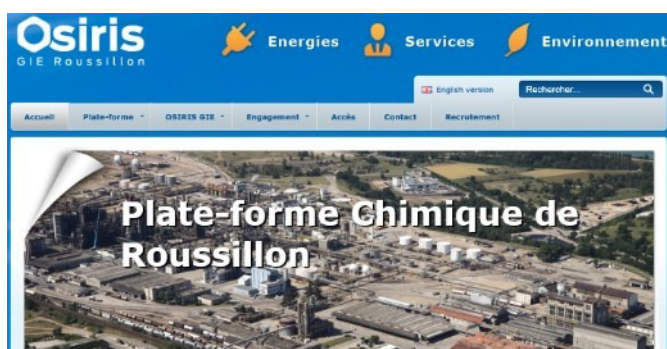 Osiris
GIE Roussillon
Energies
Services
Environnement
English version
Rechercher...
Accueil
Plate-forme
OSIRIS GIE
Engagement
Accès
Contact
Recrutement
Plate-forme Chimique de
Roussillon